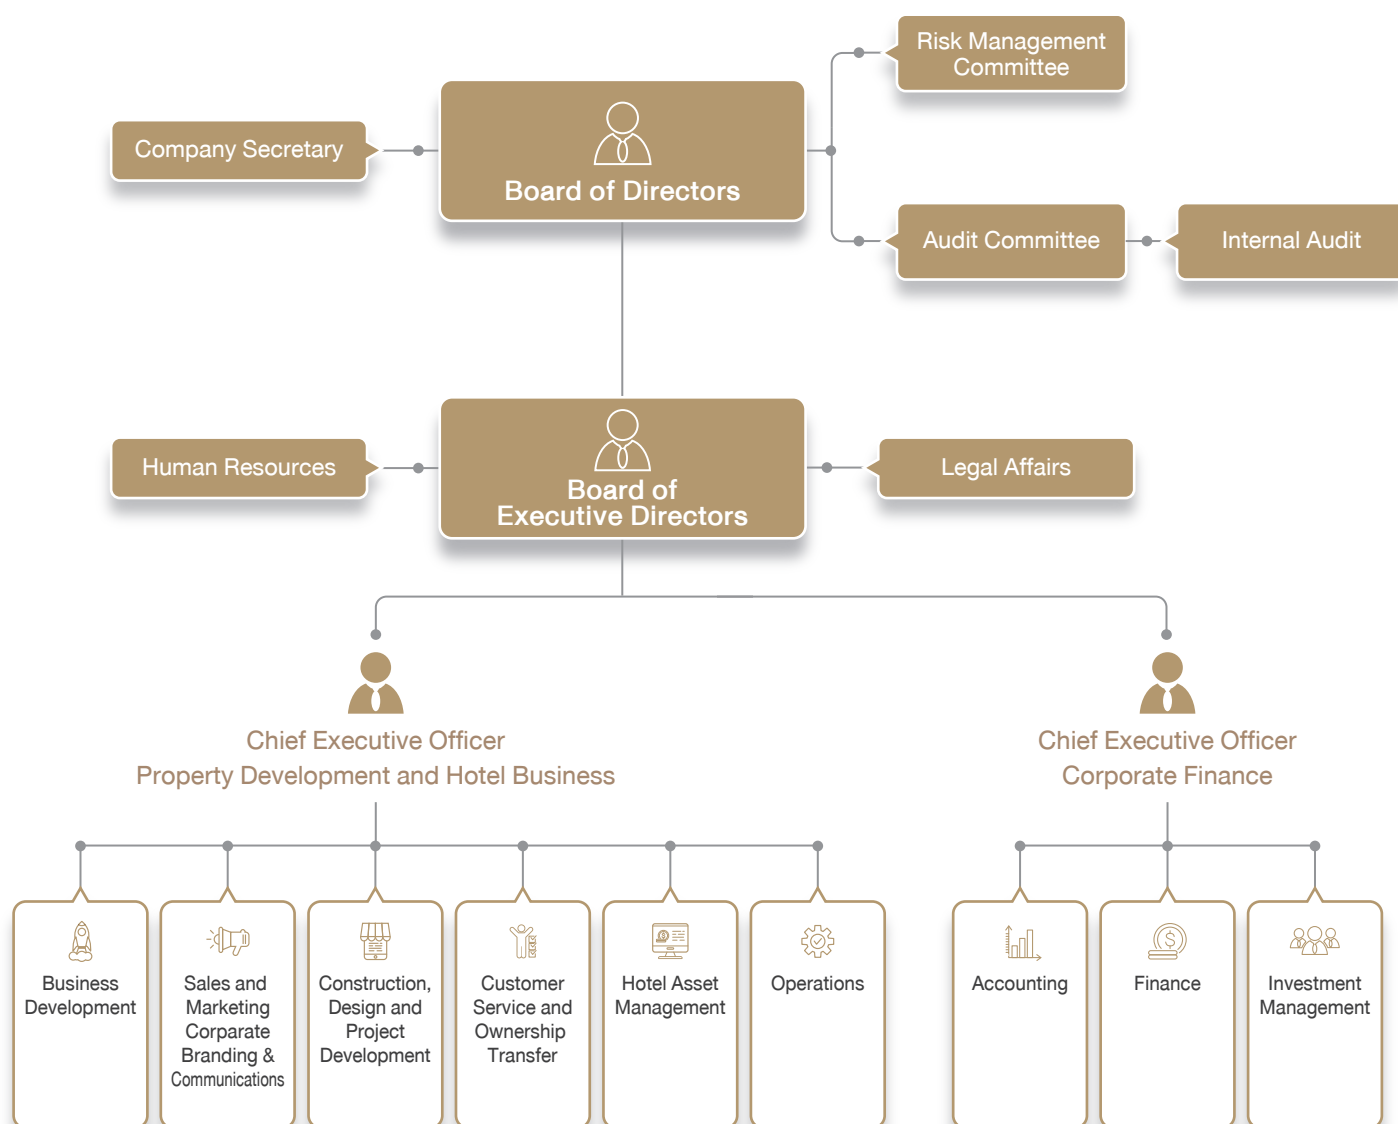 Risk Management
Committee
Company Secretary
Board of Directors
Audit Committee
Internal Audit
Human Resources
Board of
Executive Directors
Legal Affairs
Chief Executive Officer
Property Development and Hotel Business
Chief Executive Officer
Corporate Finance
Business
Development
Sales and
Marketing
Corparate
Branding &
Communications
Construction,
Design and
Project
Development
Customer
Service and
Ownership
Transfer
Hotel Asset
Management
Operations
Accounting
Finance
Investment
Management